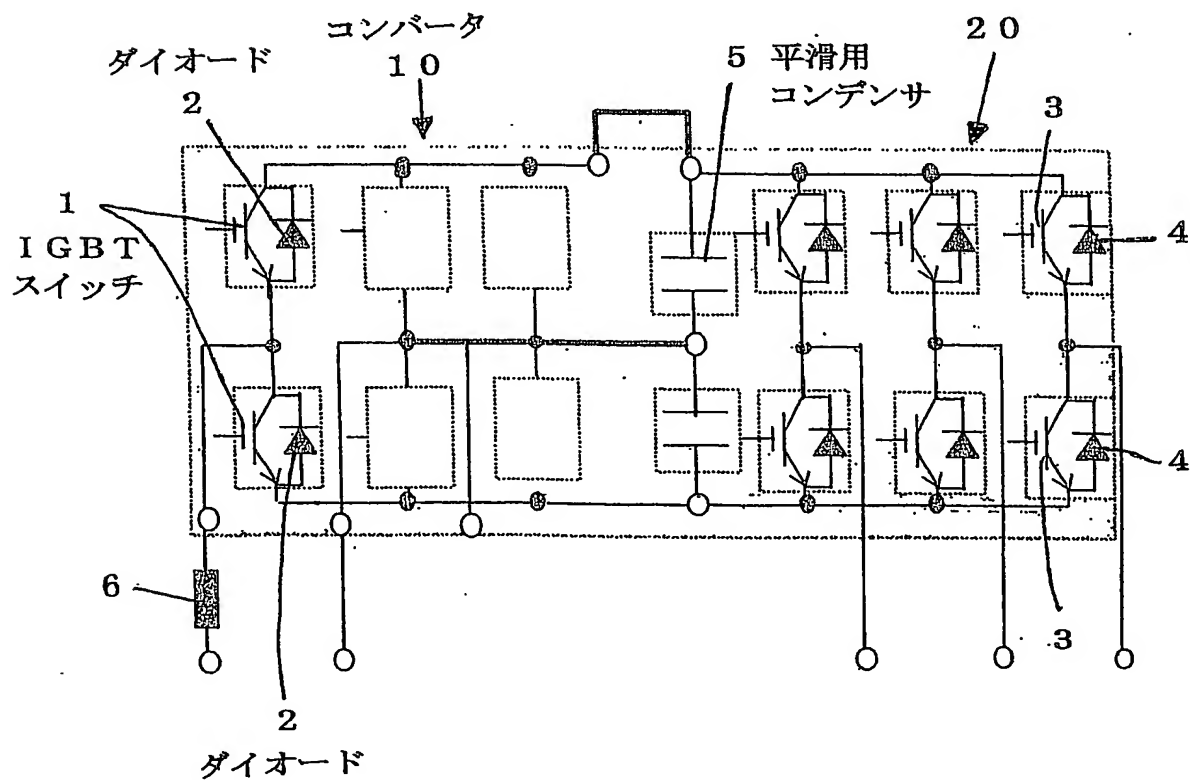 コンバータ
１０
ダイオード
２
５ 平滑用
コンデンサ
２０
３
１
ＩＧＢＴ
スイッチ
４
４
６
３
２
ダイオード